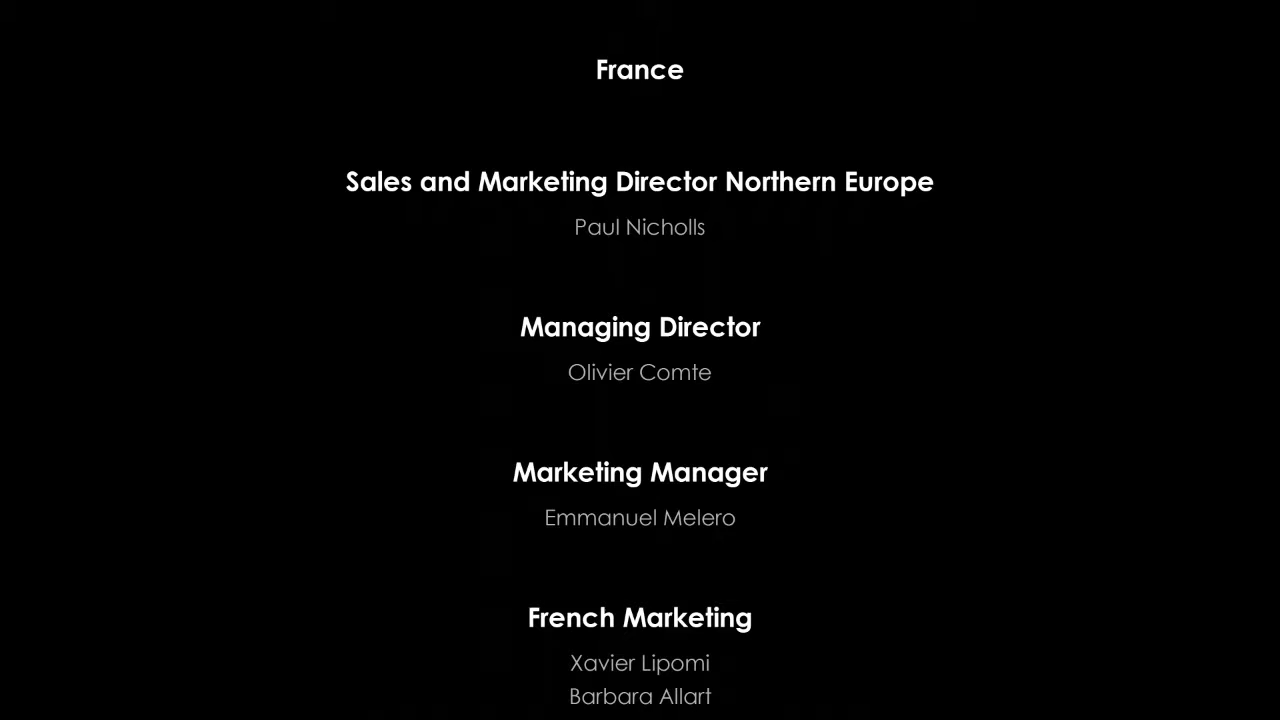 France
Sales and Marketing Director Northern Europe
Paul Nicholls
Managing Director
Olivier Comte
Marketing Manager
Emmanuel Melero
French Marketing
Xavier Lipomi
Barbara Allart